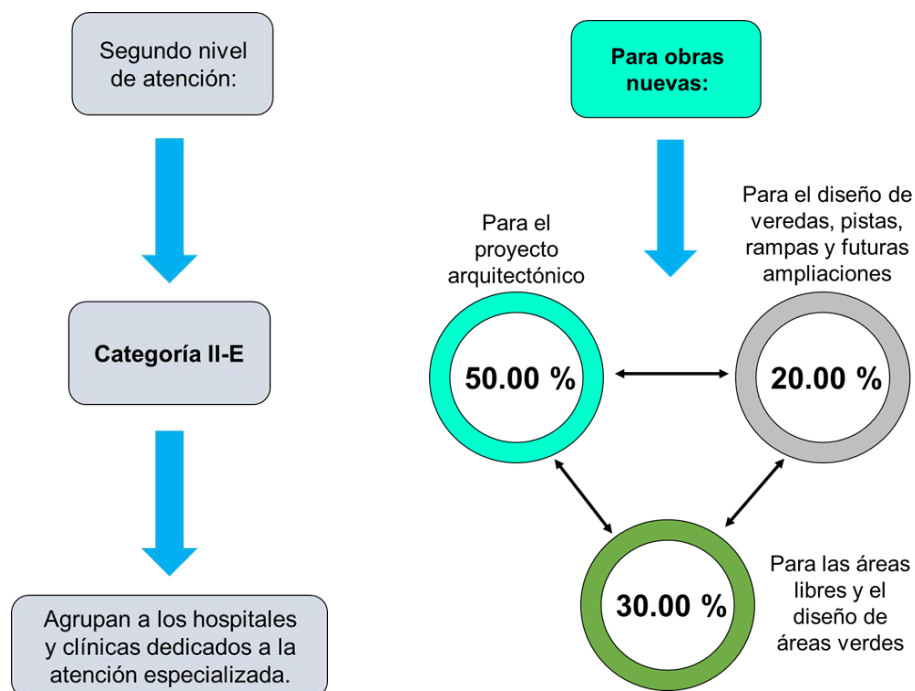 Segundo nivel
de atención:
Categoría II-E
Agrupan a los hospitales
y clínicas dedicados a la
atención especializada.
Para obras
nuevas:
Para el
proyecto
arquitectónico
50.00 %
Para el diseño de
veredas, pistas,
rampas y futuras
ampliaciones
20.00 %
30.00 %
Para las áreas
libres y el
diseño de
áreas verdes